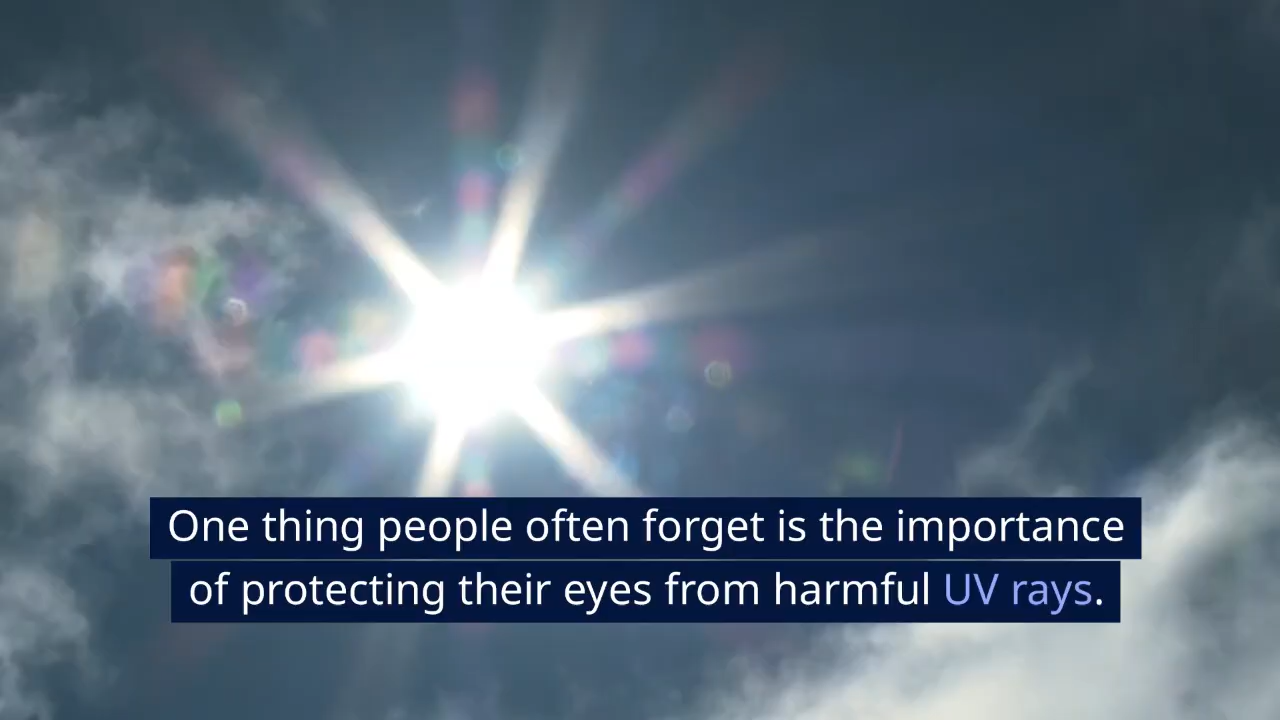 One thing people often forget is the importance
of protecting their eyes from harmful UV rays.